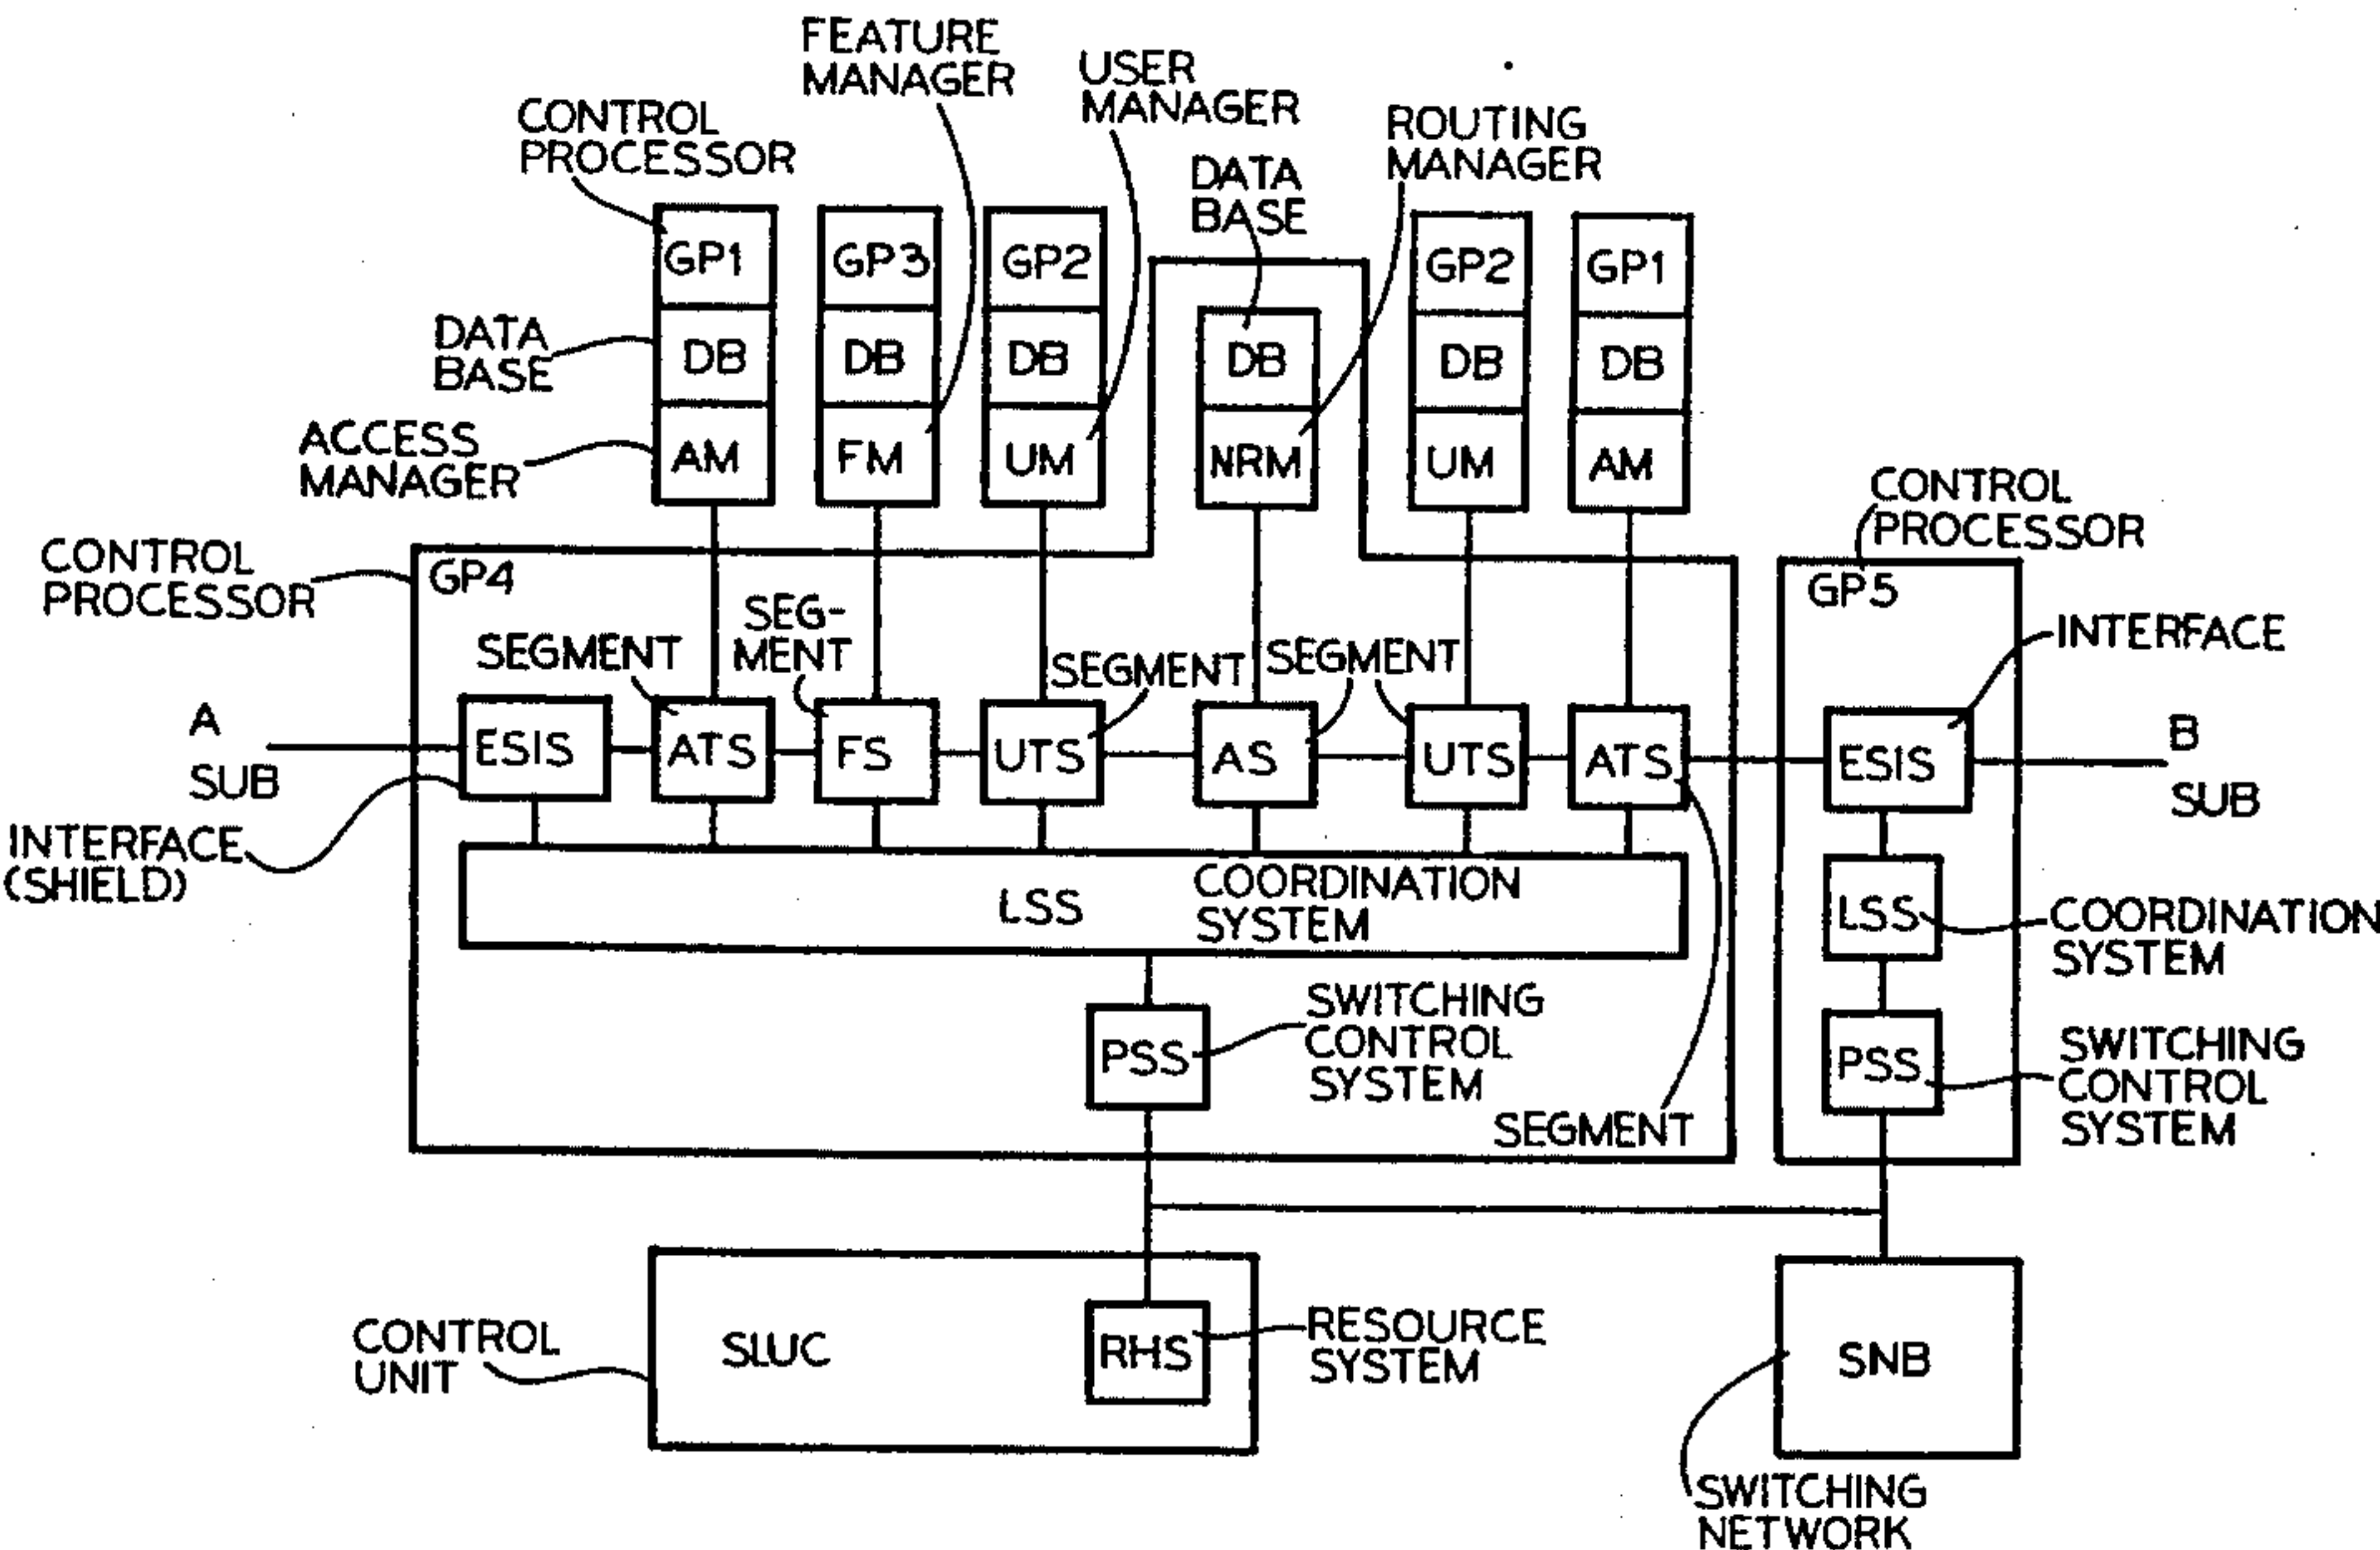 FEATURE
MANAGER
USER
MANAGER
CONTROL
PROCESSOR
ROUTING
MANAGER
DATA
BASE
GP1
GP3
GP2
GP2
GP1
DATA
BASE
DB
DB
DB
DB
DB
DB
ACCESS
MANAGER
AM
FM
UM
NRM
UM
AM
CONTROL
PROCESSOR
CONTROL
PROCESSOR
GP4
GP5
SEGMENT
SEG-
MENT
SEGMENT
SEGMENT
INTERFACE
A
SUB
ESIS
ATS
FS
UTS
AS
UTS
ATS
ESIS
B
SUB
INTERFACE
(SHIELD)
LSS
COORDINATION
SYSTEM
LSS
COORDINATION
SYSTEM
PSS
SWITCHING
CONTROL
SYSTEM
PSS
SWITCHING
CONTROL
SYSTEM
SEGMENT
CONTROL
UNIT
SLUC
RHS
RESOURCE
SYSTEM
SNB
SWITCHING
NETWORK